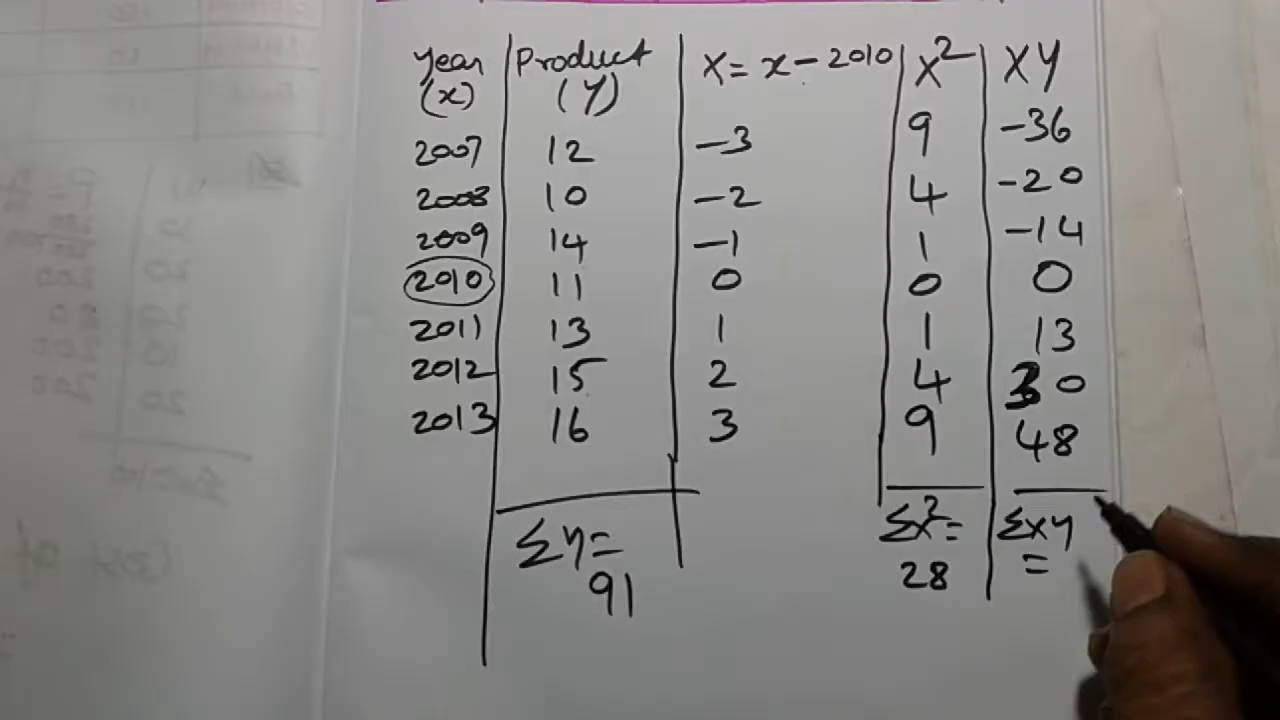 Year Product X = x - 2010 X² XY
(x) (Y)
2007 12 -3 9 -36
2008 10 -2 4 -20
2009 14 -1 1 -14
2010 11 0 0 0
2011 13 1 1 13
2012 15 2 4 30
2013 16 3 9 48
Σy= Σx²= Σxy
91 28 =